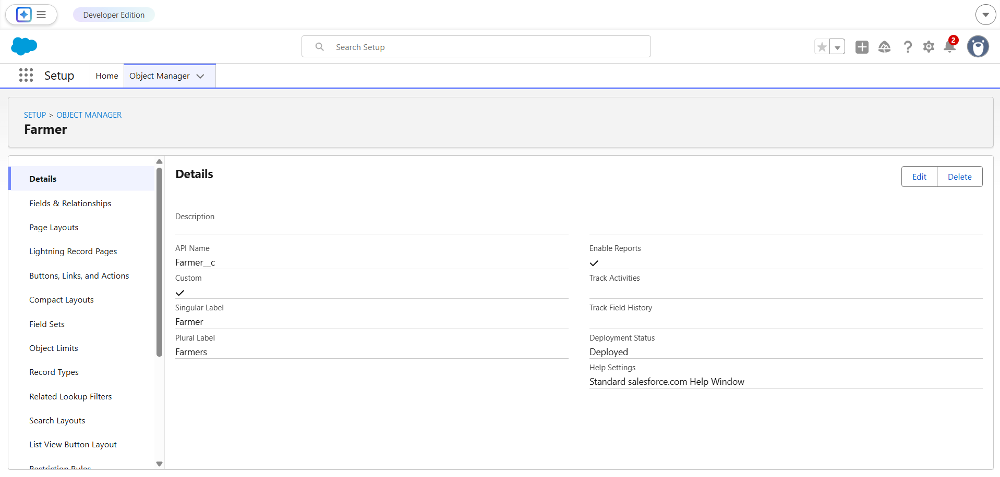 Developer Edition
Search Setup
2
Setup
Home
Object Manager
SETUP > OBJECT MANAGER
Farmer
Details
Fields & Relationships
Page Layouts
Lightning Record Pages
Buttons, Links, and Actions
Compact Layouts
Field Sets
Object Limits
Record Types
Related Lookup Filters
Search Layouts
List View Button Layout
Restriction Rules
Details
Edit
Delete
Description
API Name
Farmer__c
Custom
Singular Label
Farmer
Plural Label
Farmers
Enable Reports
Track Activities
Track Field History
Deployment Status
Deployed
Help Settings
Standard salesforce.com Help Window